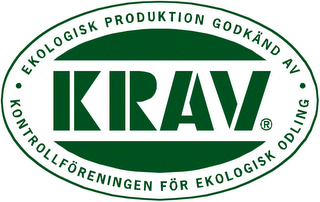 • EKOLOGISK PRODUKTION GODKÄND AV •
KRAV®
KONTROLLFÖRENINGEN FÖR EKOLOGISK ODLING